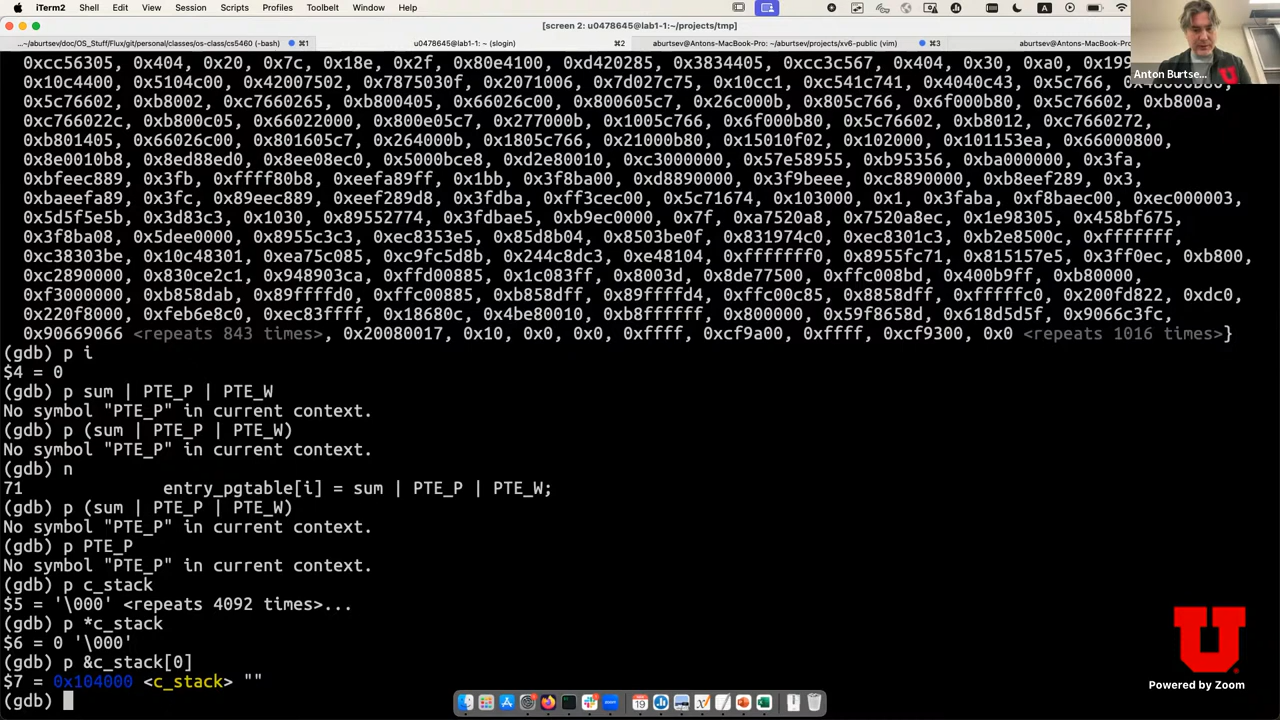 iTerm2 Shell Edit View Session Scripts Profiles Toolbelt Window Help
[screen 2: u0478645@lab1-1:~/projects/tmp]
..~/aburtsev/doc/OS_Stuff/Flux/git/personal/classes/os-class/cs5460 (-bash) ⌘1 u0478645@lab1-1: ~ (slogin) ⌘2 aburtsev@Antons-MacBook-Pro: ~/aburtsev/projects/xv6-public (vim) ⌘3 aburtsev@Antons-MacBook-Pro:
0xcc56305, 0x404, 0x20, 0x7c, 0x18e, 0x2f, 0x80e4100, 0xd420285, 0x3834405, 0xcc3c567, 0x404, 0x30, 0xa0,
0x10c4400, 0x5104c00, 0x42007502, 0x7875030f, 0x2071006, 0x7d027c75, 0x10cc1, 0xc541c741, 0x4040c43, 0x5c766,
0x5c76602, 0xb8002, 0xc7660265, 0xb800405, 0x66026c00, 0x800605c7, 0x26c000b, 0x805c766, 0x6f000b80, 0x5c76602, 0xb800a,
0xc766022c, 0xb800c05, 0x66022000, 0x800e05c7, 0x277000b, 0x1005c766, 0x6f000b80, 0x5c76602, 0xb8012, 0xc7660272,
0xb801405, 0x66026c00, 0x801605c7, 0x264000b, 0x1805c766, 0x21000b80, 0x15010f02, 0x102000, 0x101153ea, 0x66000800,
0x8e0010b8, 0x8ed88ed0, 0x8ee08ec0, 0x5000bce8, 0xd2e80010, 0xc3000000, 0x57e58955, 0xb95356, 0xba000000, 0x3fa,
0xbfeec889, 0x3fb, 0xffff80b8, 0xeefa89ff, 0x1bb, 0x3f8ba00, 0xd8890000, 0x3f9beee, 0xc8890000, 0xb8eef289, 0x3,
0xbaeefa89, 0x3fc, 0x89eec889, 0xeef289d8, 0x3fdba, 0xff3cec00, 0x5c71674, 0x103000, 0x1, 0x3faba, 0xf8baec00, 0xec000003,
0x5d5f5e5b, 0x3d83c3, 0x1030, 0x89552774, 0x3fdbae5, 0xb9ec0000, 0x7f, 0xa7520a8, 0x7520a8ec, 0x1e98305, 0x458bf675,
0x3f8ba08, 0x5dee0000, 0x8955c3c3, 0xec8353e5, 0x85d8b04, 0x8503be0f, 0x831974c0, 0xec8301c3, 0xb2e8500c, 0xfffffff,
0xc38303be, 0x10c48301, 0xea75c085, 0xc9fc5d8b, 0x244c8dc3, 0xe48104, 0xfffffff0, 0x8955fc71, 0x815157e5, 0x3ff0ec, 0xb800,
0xc2890000, 0x830ce2c1, 0x948903ca, 0xffd00885, 0x1c083ff, 0x8003d, 0x8de77500, 0xffc008bd, 0x400b9ff, 0xb80000,
0xf3000000, 0xb858dab, 0x89ffffd0, 0xffc00885, 0xb858dff, 0x89ffffd4, 0xffc00c85, 0x8858dff, 0xfffffc0, 0x200fd822, 0xdc0,
0x220f8000, 0xfeb6e8c0, 0xec83ffff, 0x18680c, 0x4be80010, 0xb8ffffff, 0x800000, 0x59f8658d, 0x618d5d5f, 0x9066c3fc,
0x90669066 <repeats 843 times>, 0x20080017, 0x10, 0x0, 0x0, 0xffff, 0xcf9a00, 0xffff, 0xcf9300, 0x0 <repeats 1016 times>}
(gdb) p i
$4 = 0
(gdb) p sum | PTE_P | PTE_W
No symbol "PTE_P" in current context.
(gdb) p (sum | PTE_P | PTE_W)
No symbol "PTE_P" in current context.
(gdb) n
71 entry_pgtable[i] = sum | PTE_P | PTE_W;
(gdb) p (sum | PTE_P | PTE_W)
No symbol "PTE_P" in current context.
(gdb) p PTE_P
No symbol "PTE_P" in current context.
(gdb) p c_stack
$5 = '\000' <repeats 4092 times>...
(gdb) p *c_stack
$6 = 0 '\000'
(gdb) p &c_stack[0]
$7 = 0x104000 <c_stack> ""
(gdb)
Anton Burtse...
Powered by Zoom